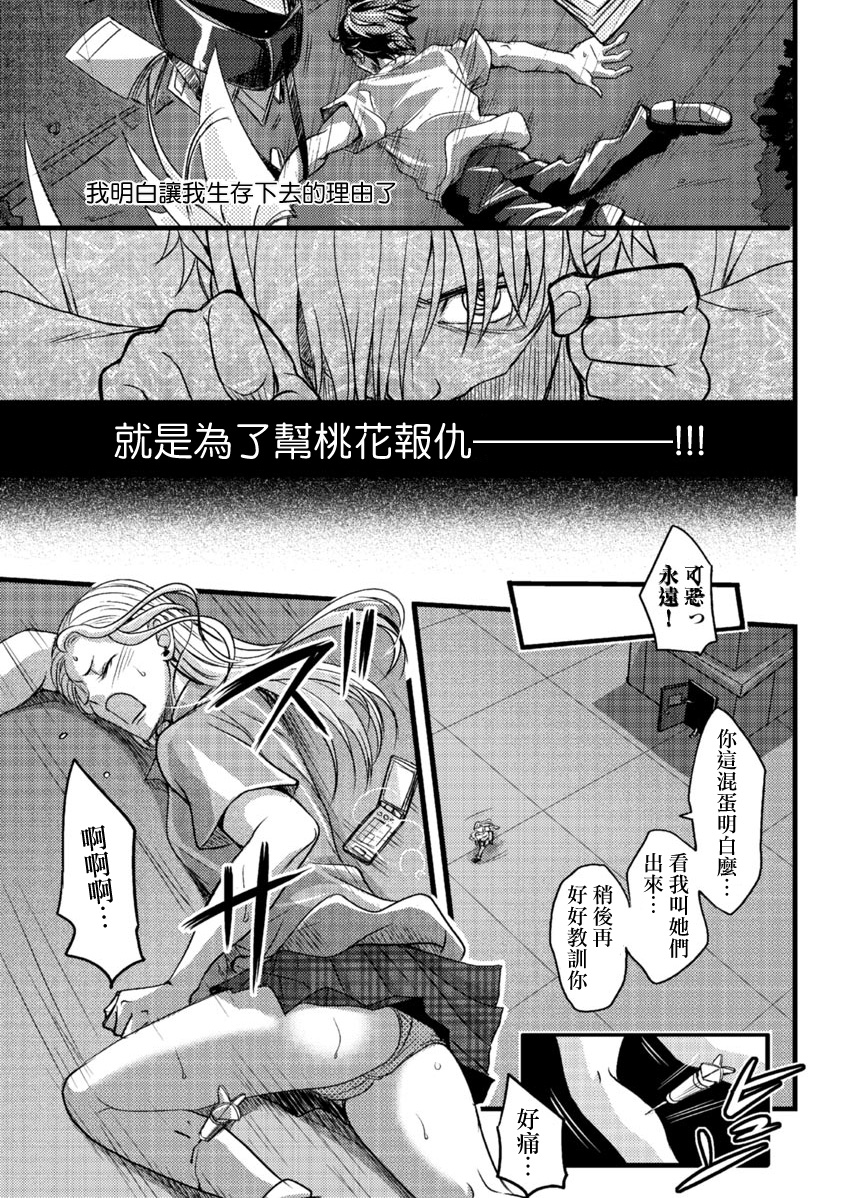 我明白讓我生存下去的理由了
就是為了幫桃花報仇—————!!!
可惡っ
永遠!
你這混蛋明白麼…
看我叫她們
出來…
稍後再
好好教訓你
好痛…
啊啊啊…